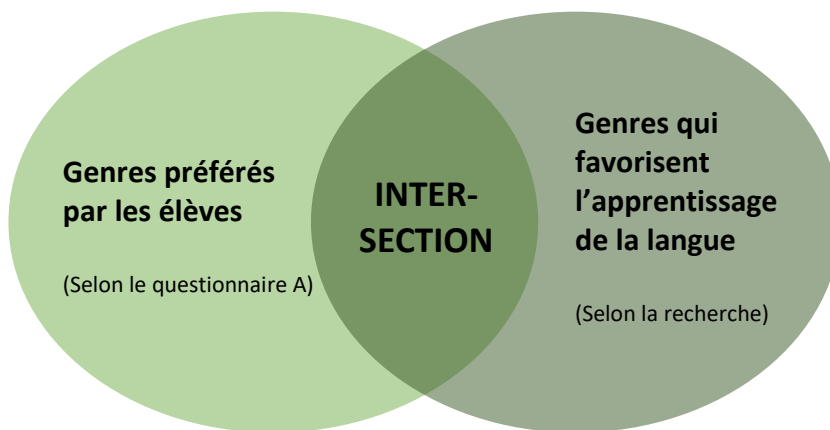 Genres préférés
par les élèves
(Selon le questionnaire A)
INTER-
SECTION
Genres qui
favorisent
l’apprentissage
de la langue
(Selon la recherche)